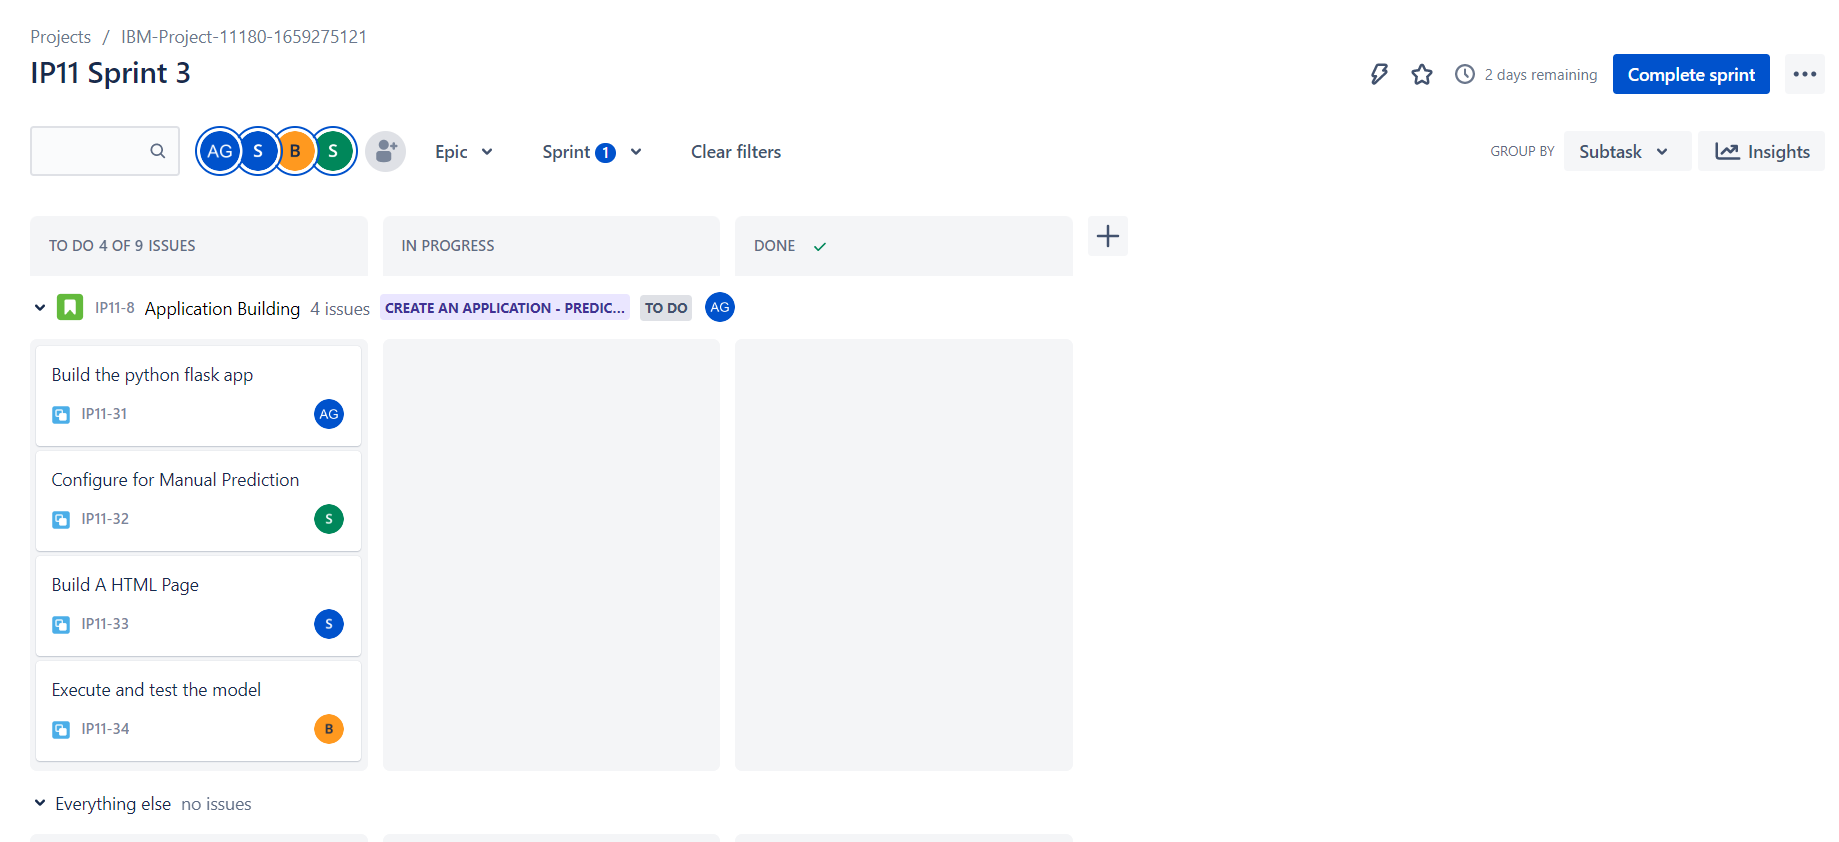 Projects / IBM-Project-11180-1659275121
IP11 Sprint 3
2 days remaining
Complete sprint
AG S B S
Epic
Sprint 1
Clear filters
GROUP BY
Subtask
Insights
TO DO 4 OF 9 ISSUES
IN PROGRESS
DONE
IP11-8 Application Building 4 issues CREATE AN APPLICATION - PREDIC... TO DO AG
Build the python flask app
IP11-31 AG
Configure for Manual Prediction
IP11-32 S
Build A HTML Page
IP11-33 S
Execute and test the model
IP11-34 B
Everything else no issues